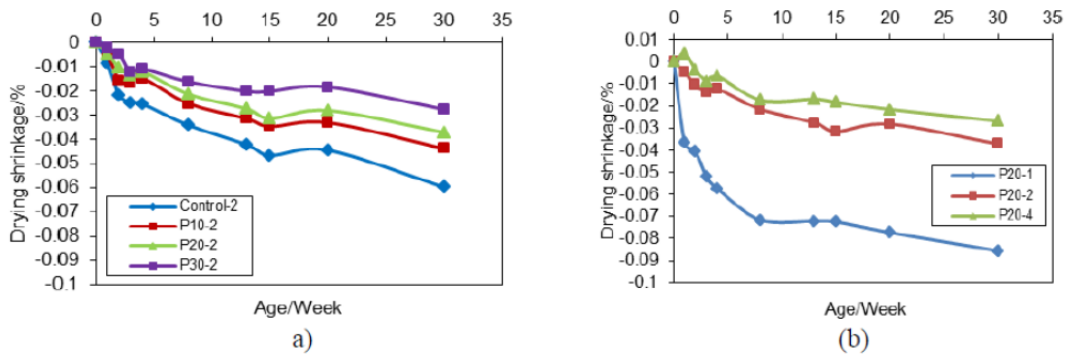 0 5 10 15 20 25 30 35
0
-0.01
-0.02
-0.03
-0.04
-0.05
-0.06
-0.07
-0.08
-0.09
-0.1
Drying shrinkage/%
Control-2
P10-2
P20-2
P30-2
Age/Week
a)
0 5 10 15 20 25 30 35
0.01
0
-0.01
-0.02
-0.03
-0.04
-0.05
-0.06
-0.07
-0.08
-0.09
-0.1
Drying shrinkage/%
P20-1
P20-2
P20-4
Age/Week
(b)